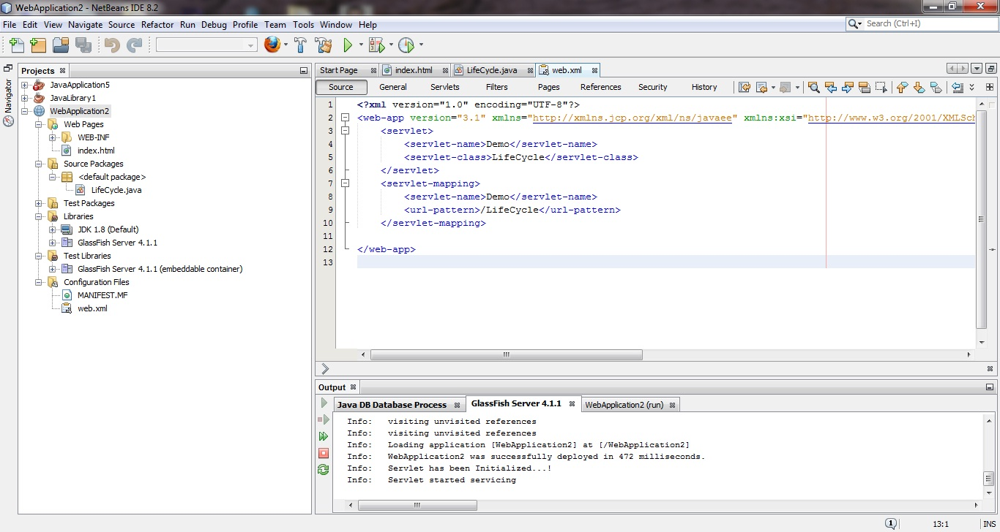 WebApplication2 - NetBeans IDE 8.2
File Edit View Navigate Source Refactor Run Debug Profile Team Tools Window Help
Search (Ctrl+I)
Navigator
Projects
JavaApplication5
JavaLibrary1
WebApplication2
Web Pages
WEB-INF
index.html
Source Packages
<default package>
LifeCycle.java
Test Packages
Libraries
JDK 1.8 (Default)
GlassFish Server 4.1.1
Test Libraries
GlassFish Server 4.1.1 (embeddable container)
Configuration Files
MANIFEST.MF
web.xml
Start Page index.html LifeCycle.java web.xml
Source General Servlets Filters Pages References Security History
1 <?xml version="1.0" encoding="UTF-8"?>
2 <web-app version="3.1" xmlns="http://xmlns.jcp.org/xml/ns/javaee" xmlns:xsi="http://www.w3.org/2001/XMLSch
3 <servlet>
4 <servlet-name>Demo</servlet-name>
5 <servlet-class>LifeCycle</servlet-class>
6 </servlet>
7 <servlet-mapping>
8 <servlet-name>Demo</servlet-name>
9 <url-pattern>/LifeCycle</url-pattern>
10 </servlet-mapping>
11
12 </web-app>
13
Output
Java DB Database Process GlassFish Server 4.1.1 WebApplication2 (run)
Info: visiting unvisited references
Info: visiting unvisited references
Info: Loading application [WebApplication2] at [/WebApplication2]
Info: WebApplication2 was successfully deployed in 472 milliseconds.
Info: Servlet has been Initialized...!
Info: Servlet started servicing
1 13:1 INS